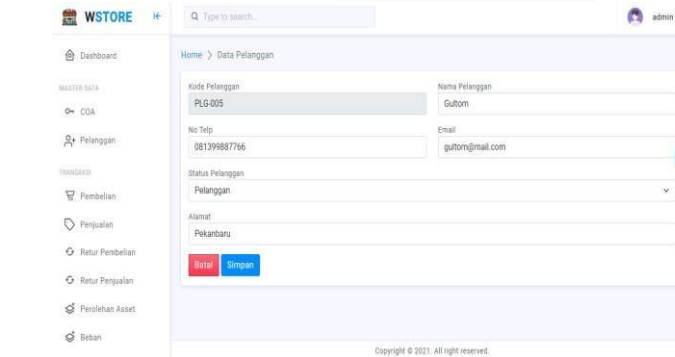 WSTORE
Type to search...
admin
Dashboard
Home > Data Pelanggan
MASTER DATA
COA
Pelanggan
TRANSAKSI
Pembelian
Penjualan
Retur Pembelian
Retur Penjualan
Perolehan Asset
Beban
Kode Pelanggan
PLG-005
Nama Pelanggan
Gultom
No Telp
081399887766
Email
gultom@mail.com
Status Pelanggan
Pelanggan
Alamat
Pekanbaru
Batal Simpan
Copyright © 2021. All right reserved.